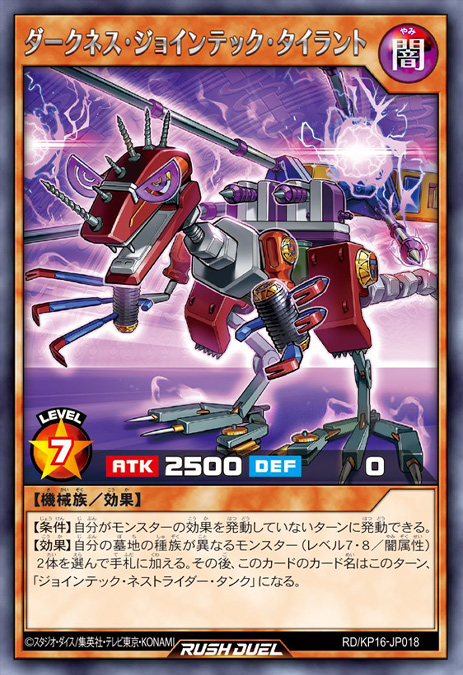 ダークネス・ジョインテック・タイラント
やみ
闇
LEVEL
7
ATK 2500 DEF 0
【機械族／効果】
【条件】自分がモンスターの効果を発動していないターンに発動できる。
【効果】自分の墓地の種族が異なるモンスター（レベル7・8／闇属性）
2体を選んで手札に加える。その後、このカードのカード名はこのターン、
「ジョインテック・ネストライダー・タンク」になる。
©スタジオ・ダイス/集英社・テレビ東京・KONAMI
RUSH DUEL
RD/KP16-JP018